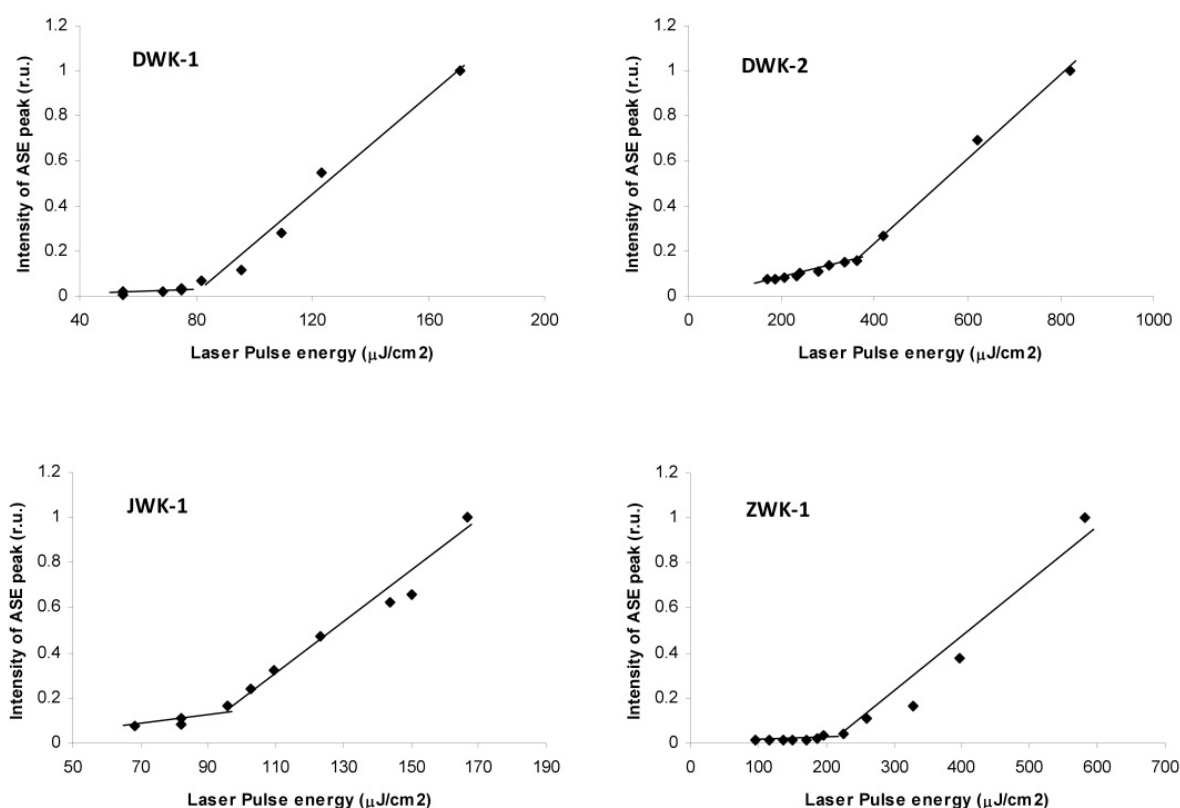 DWK-1
Intensity of ASE peak (r.u.)
1.2
1
0.8
0.6
0.4
0.2
0
40 80 120 160 200
Laser Pulse energy (μJ/cm2)
DWK-2
Intensity of ASE peak (r.u.)
1.2
1
0.8
0.6
0.4
0.2
0
0 200 400 600 800 1000
Laser Pulse energy (μJ/cm2)
JWK-1
Intensity of ASE peak (r.u.)
1.2
1
0.8
0.6
0.4
0.2
0
50 70 90 110 130 150 170 190
Laser Pulse energy (μJ/cm2)
ZWK-1
Intensity of ASE peak (r.u.)
1.2
1
0.8
0.6
0.4
0.2
0
0 100 200 300 400 500 600 700
Laser Pulse energy (μJ/cm2)